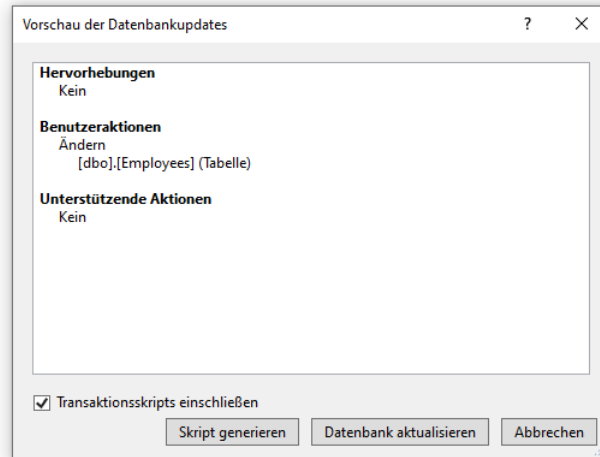 Vorschau der Datenbankupdates
?
Hervorhebungen
Kein
Benutzeraktionen
Ändern
[dbo].[Employees] (Tabelle)
Unterstützende Aktionen
Kein
Transaktionsskripts einschließen
Skript generieren Datenbank aktualisieren Abbrechen